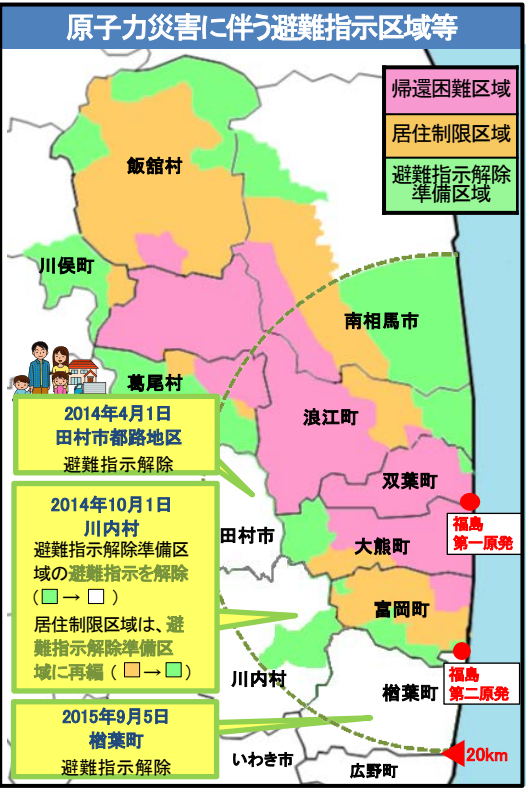 原子力災害に伴う避難指示区域等
帰還困難区域
居住制限区域
避難指示解除
準備区域
飯舘村
川俣町
南相馬市
葛尾村
浪江町
2014年4月1日
田村市都路地区
避難指示解除
双葉町
福島
第一原発
2014年10月1日
川内村
避難指示解除準備区
域の避難指示を解除
(□→□)
居住制限区域は、避
難指示解除準備区
域に再編(□→□)
田村市
大熊町
富岡町
福島
第二原発
川内村
楢葉町
2015年9月5日
楢葉町
避難指示解除
いわき市
広野町
20km